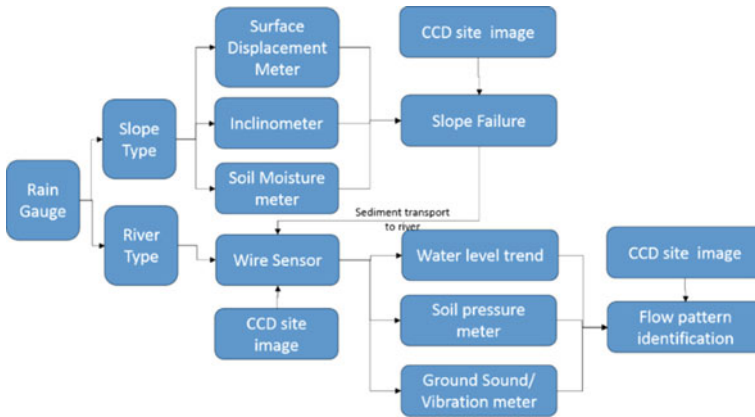 Surface
Displacement
Meter
CCD site image
Slope
Type
Inclinometer
Slope Failure
Rain
Gauge
Soil Moisture
meter
Sediment transport
to river
River
Type
Wire Sensor
Water level trend
CCD site image
CCD site
image
Soil pressure
meter
Flow pattern
identification
Ground Sound/
Vibration meter